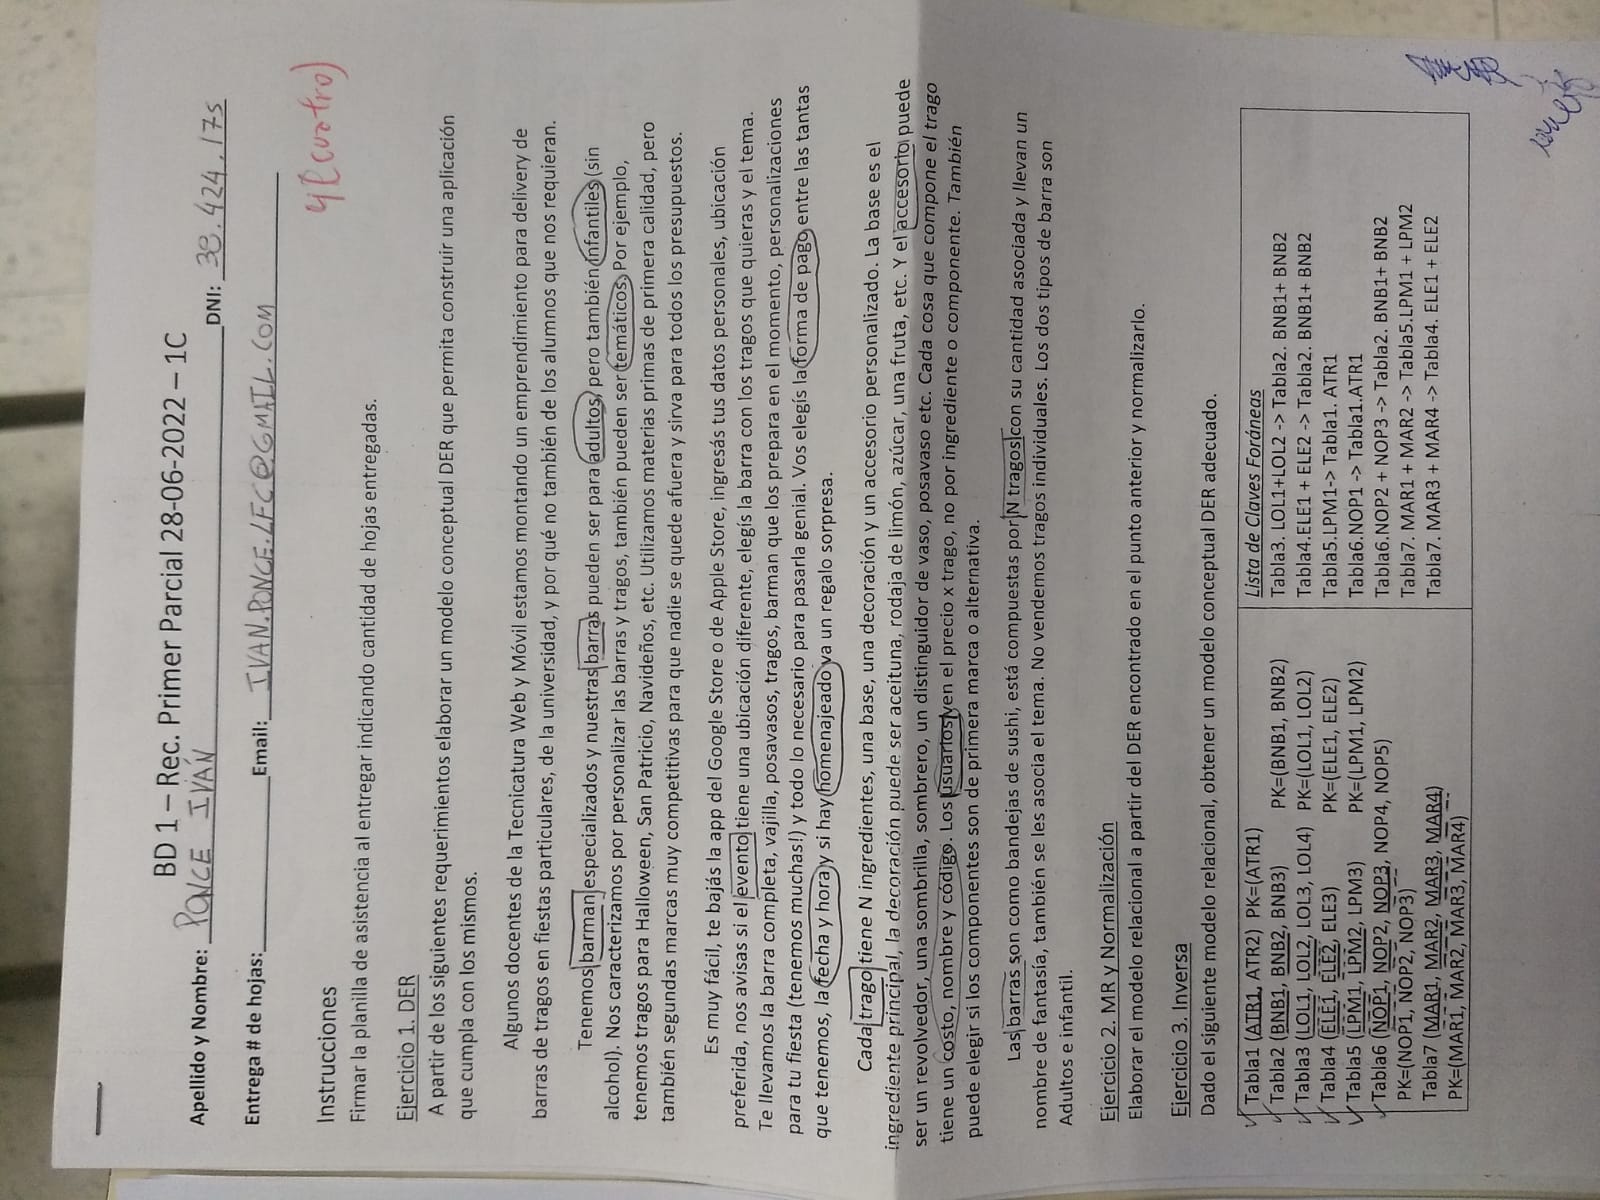 BD 1 – Rec. Primer Parcial 28-06-2022 – 1C
Apellido y Nombre: PONCE IVÁN DNI: 38.424.175
Entrega # de hojas: Email: IVAN.PONCE.LFC@GMAIL.COM
4 (cuatro)
Instrucciones
Firmar la planilla de asistencia al entregar indicando cantidad de hojas entregadas.
Ejercicio 1. DER
A partir de los siguientes requerimientos elaborar un modelo conceptual DER que permita construir una aplicación
que cumpla con los mismos.
Algunos docentes de la Tecnicatura Web y Móvil estamos montando un emprendimiento para delivery de
barras de tragos en fiestas particulares, de la universidad, y por qué no también de los alumnos que nos requieran.
Tenemos barman especializados y nuestras barras pueden ser para adultos, pero también infantiles (sin
alcohol). Nos caracterizamos por personalizar las barras y tragos, también pueden ser temáticos. Por ejemplo,
tenemos tragos para Halloween, San Patricio, Navideños, etc. Utilizamos materias primas de primera calidad, pero
también segundas marcas muy competitivas para que nadie se quede afuera y sirva para todos los presupuestos.
Es muy fácil, te bajás la app del Google Store o de Apple Store, ingresás tus datos personales, ubicación
preferida, nos avisas si el evento tiene una ubicación diferente, elegís la barra con los tragos que quieras y el tema.
Te llevamos la barra completa, vajilla, posavasos, tragos, barman que los prepara en el momento, personalizaciones
para tu fiesta (tenemos muchas!) y todo lo necesario para pasarla genial. Vos elegís la forma de pago entre las tantas
que tenemos, la fecha y hora y si hay homenajeado va un regalo sorpresa.
Cada trago tiene N ingredientes, una base, una decoración y un accesorio personalizado. La base es el
ingrediente principal, la decoración puede ser aceituna, rodaja de limón, azúcar, una fruta, etc. Y el accesorio puede
ser un revolvedor, una sombrilla, sombrero, un distinguidor de vaso, posavaso etc. Cada cosa que compone el trago
tiene un costo, nombre y código. Los usuarios ven el precio x trago, no por ingrediente o componente. También
puede elegir si los componentes son de primera marca o alternativa.
Las barras son como bandejas de sushi, está compuestas por N tragos con su cantidad asociada y llevan un
nombre de fantasía, también se les asocia el tema. No vendemos tragos individuales. Los dos tipos de barra son
Adultos e infantil.
Ejercicio 2. MR y Normalización
Elaborar el modelo relacional a partir del DER encontrado en el punto anterior y normalizarlo.
Ejercicio 3. Inversa
Dado el siguiente modelo relacional, obtener un modelo conceptual DER adecuado.
Tabla1 (ATR1, ATR2) PK=(ATR1)
Tabla2 (BNB1, BNB2, BNB3) PK=(BNB1, BNB2)
Tabla3 (LOL1, LOL2, LOL3, LOL4) PK=(LOL1, LOL2)
Tabla4 (ELE1, ELE2, ELE3) PK=(ELE1, ELE2)
Tabla5 (LPM1, LPM2, LPM3) PK=(LPM1, LPM2)
Tabla6 (NOP1, NOP2, NOP3, NOP4, NOP5)
PK=(NOP1, NOP2, NOP3)
Tabla7 (MAR1, MAR2, MAR3, MAR4)
PK=(MAR1, MAR2, MAR3, MAR4)
Lista de Claves Foráneas
Tabla3. LOL1+LOL2 -> Tabla2. BNB1+ BNB2
Tabla4.ELE1 + ELE2 -> Tabla2. BNB1+ BNB2
Tabla5.LPM1-> Tabla1. ATR1
Tabla6.NOP1 -> Tabla1.ATR1
Tabla6.NOP2 + NOP3 -> Tabla2. BNB1+ BNB2
Tabla7. MAR1 + MAR2 -> Tabla5.LPM1 + LPM2
Tabla7. MAR3 + MAR4 -> Tabla4. ELE1 + ELE2